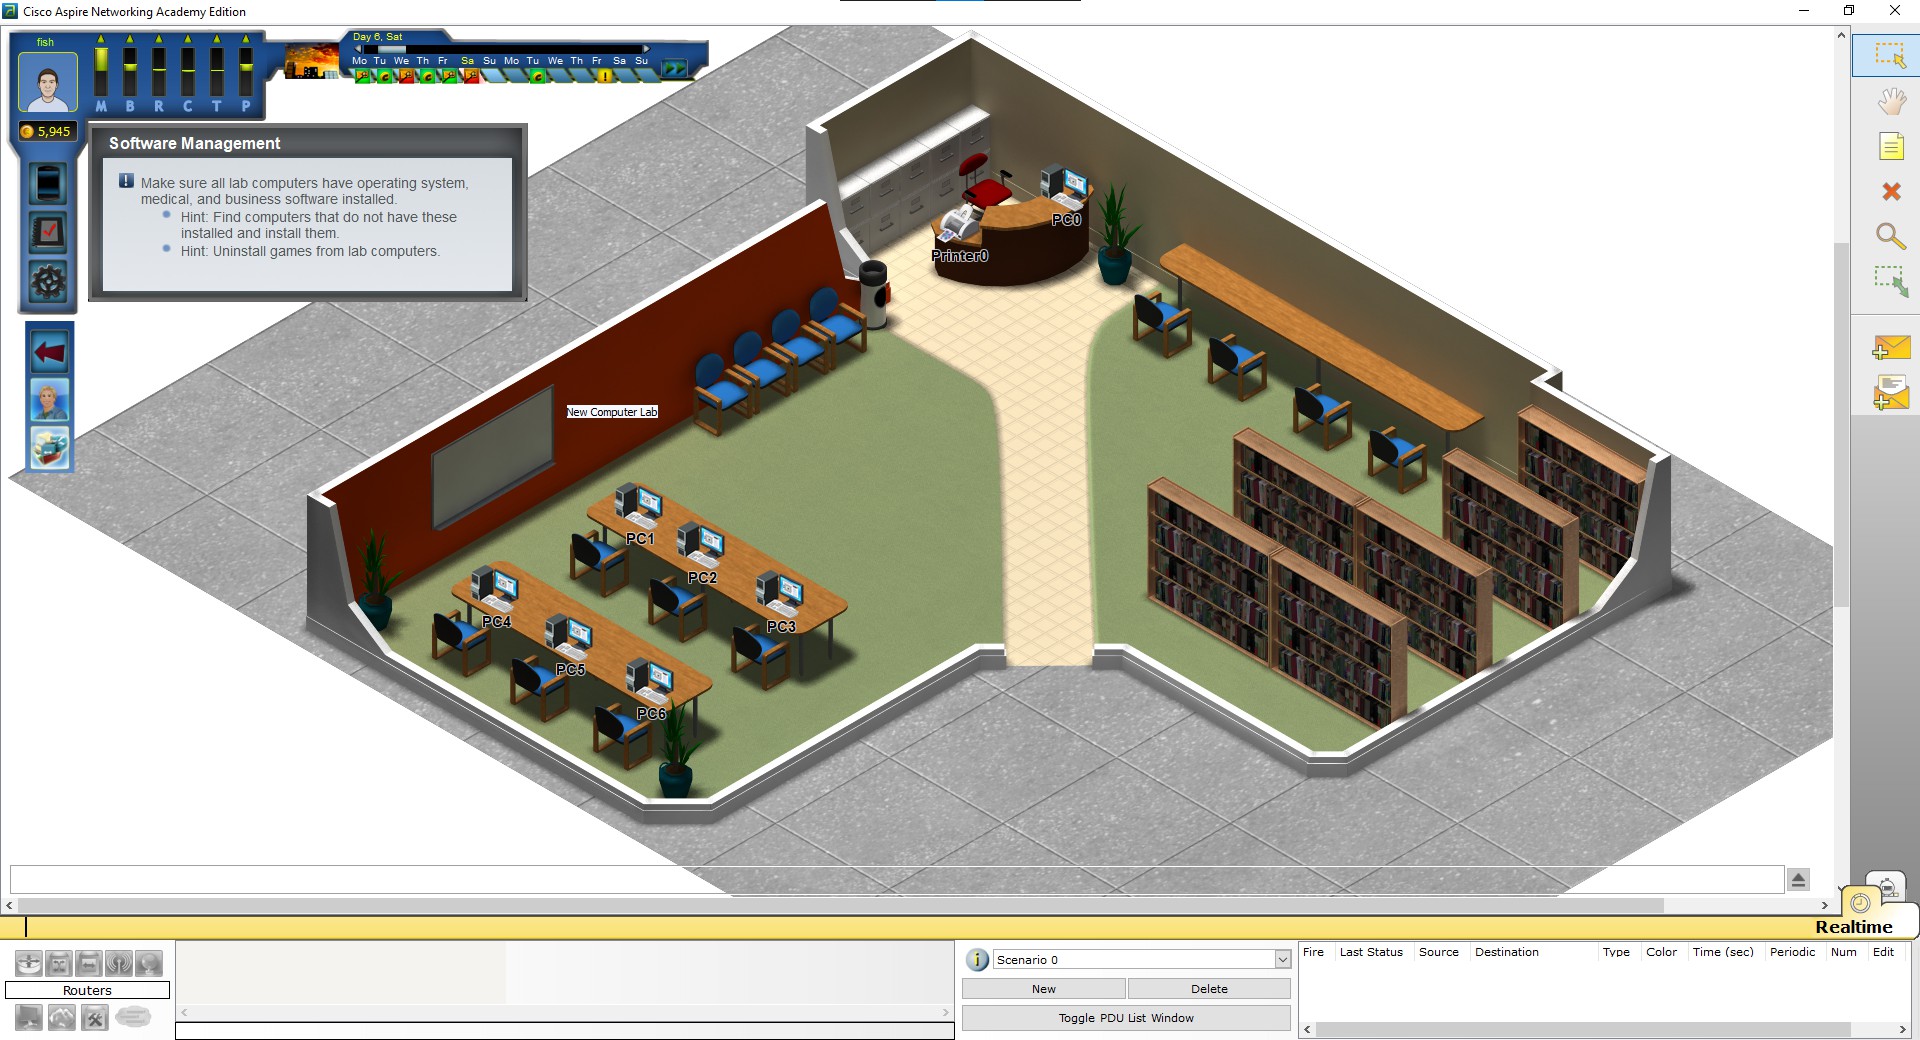 Cisco Aspire Networking Academy Edition
fish
M B R C T P
5,945
Day 6, Sat
Mo Tu We Th Fr Sa Su Mo Tu We Th Fr Sa Su
Software Management
Make sure all lab computers have operating system,
medical, and business software installed.
Hint: Find computers that do not have these
installed and install them.
Hint: Uninstall games from lab computers.
PC0
Printer0
New Computer Lab
PC1
PC2
PC3
PC4
PC5
PC6
Realtime
Routers
Scenario 0
New
Delete
Toggle PDU List Window
Fire Last Status Source Destination Type Color Time (sec) Periodic Num Edit